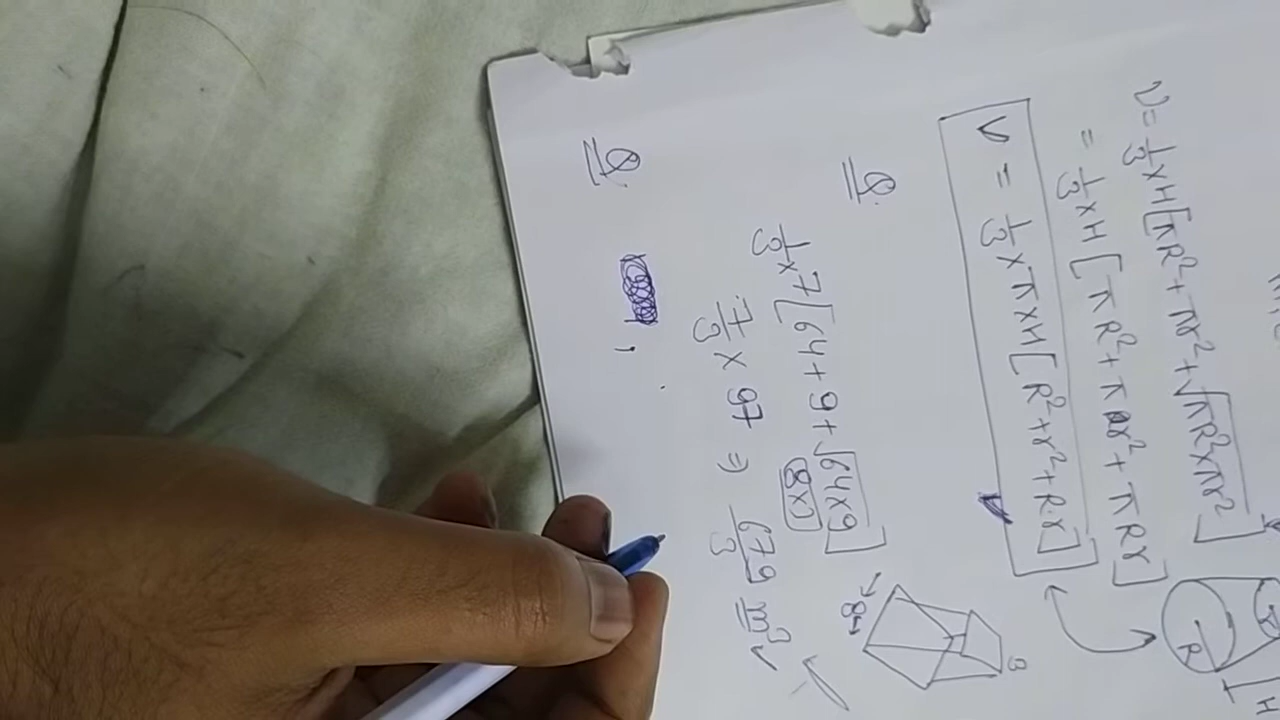 V = 1/3 x H [πR² + πr² + √πR² x πr²]
= 1/3 x H [πR² + πr² + πRr]
V = 1/3 x π x H [R² + r² + R.r]
R
H
Q.
1/3 x 7 [64 + 9 + √64 x 9]
8x3
8
3
7/3 x 97 ⇒ 679/3 m³
Q.